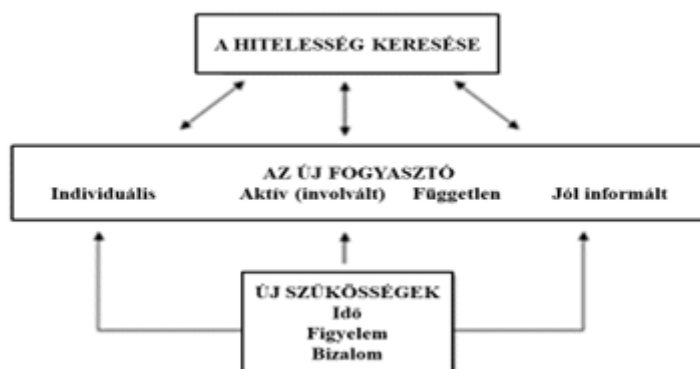 A HITELESSÉG KERESÉSE
AZ ÚJ FOGYASZTÓ
Individuális Aktív (involvált) Független Jól informált
ÚJ SZŰKÖSSÉGEK
Idő
Figyelem
Bizalom